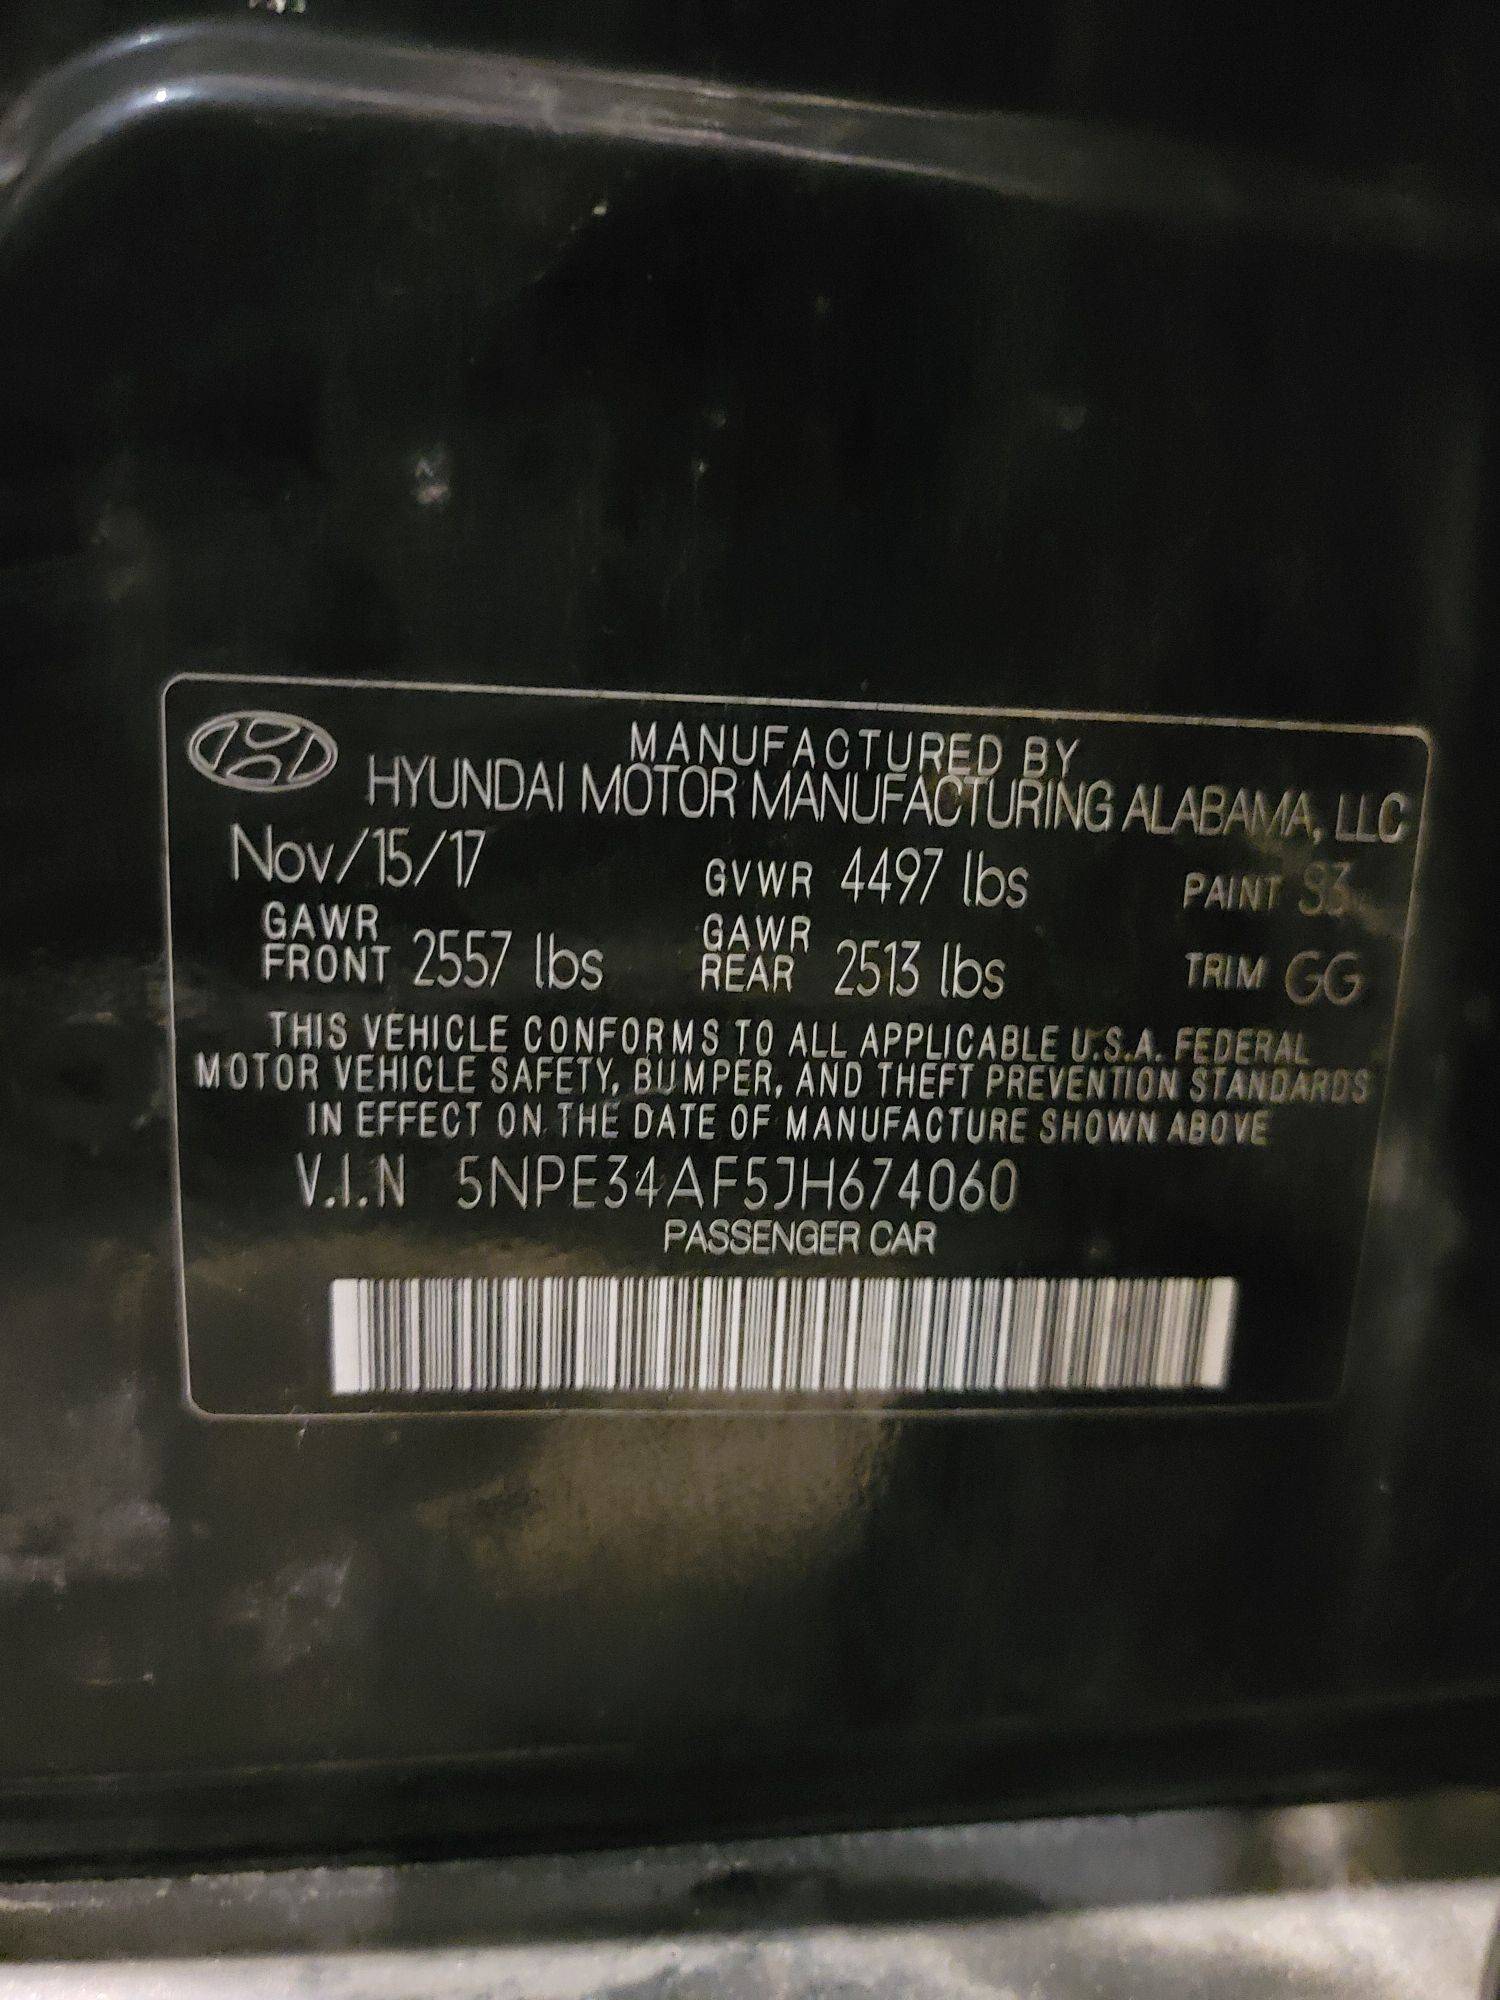 MANUFACTURED BY
HYUNDAI MOTOR MANUFACTURING ALABAMA, LLC
Nov/15/17 GVWR 4497 lbs PAINT
GAWR FRONT 2557 lbs GAWR REAR 2513 lbs TRIM GG
THIS VEHICLE CONFORMS TO ALL APPLICABLE U.S.A. FEDERAL
MOTOR VEHICLE SAFETY, BUMPER, AND THEFT PREVENTION STANDARDS
IN EFFECT ON THE DATE OF MANUFACTURE SHOWN ABOVE
V.I.N 5NPE34AF5JH674060
PASSENGER CAR